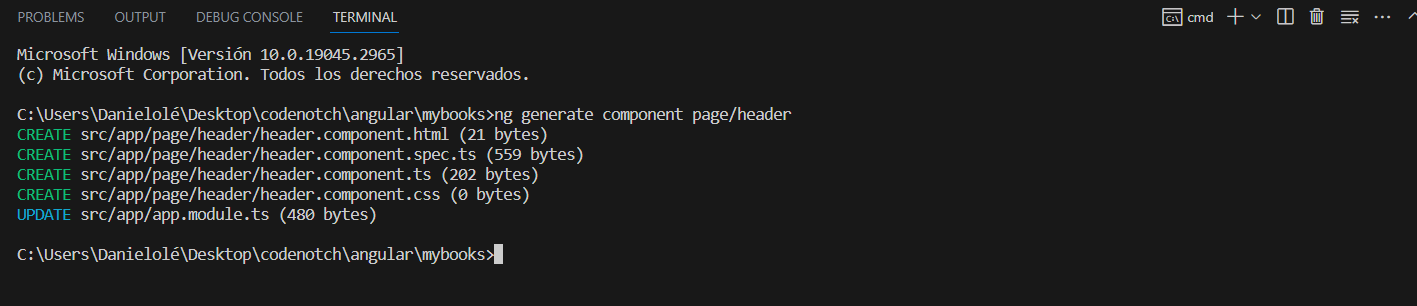 PROBLEMS OUTPUT DEBUG CONSOLE TERMINAL cmd
Microsoft Windows [Versión 10.0.19045.2965]
(c) Microsoft Corporation. Todos los derechos reservados.
C:\Users\Danielolé\Desktop\codenotch\angular\mybooks>ng generate component page/header
CREATE src/app/page/header/header.component.html (21 bytes)
CREATE src/app/page/header/header.component.spec.ts (559 bytes)
CREATE src/app/page/header/header.component.ts (202 bytes)
CREATE src/app/page/header/header.component.css (0 bytes)
UPDATE src/app/app.module.ts (480 bytes)
C:\Users\Danielolé\Desktop\codenotch\angular\mybooks>